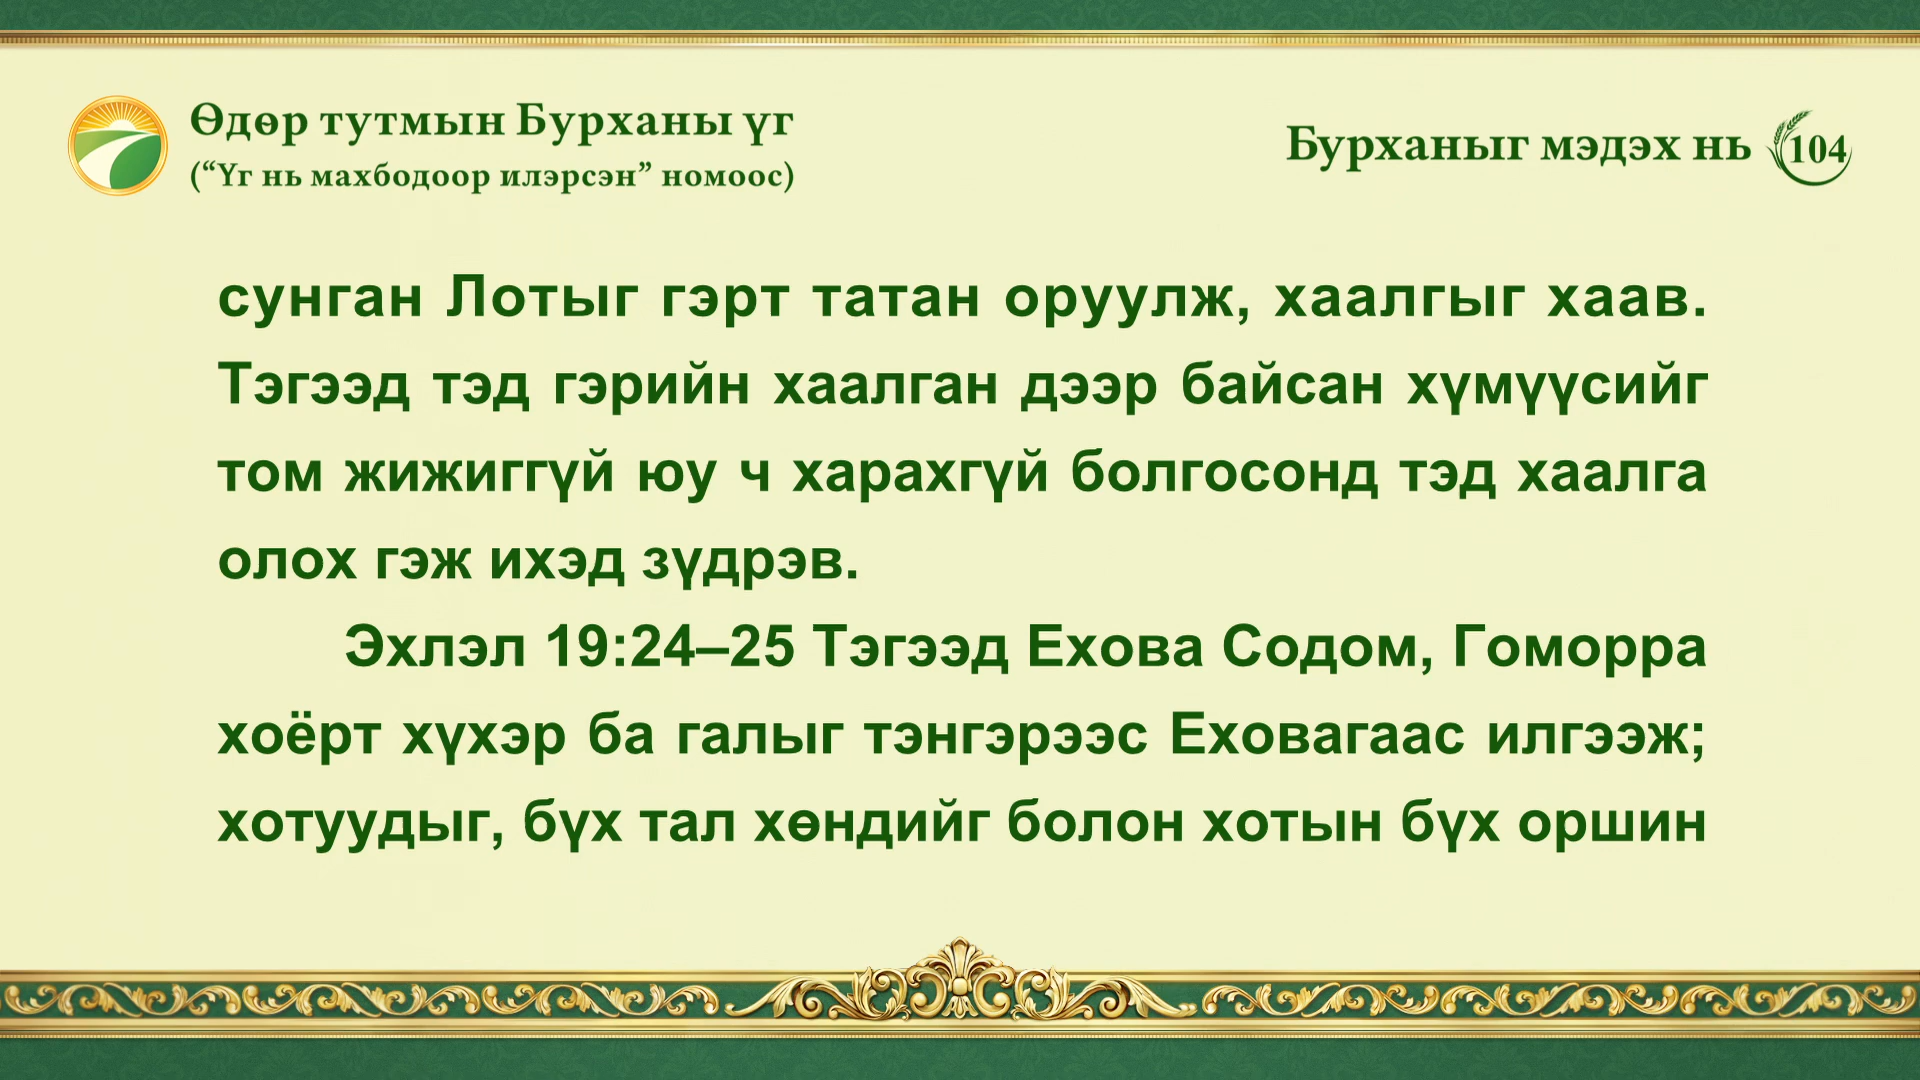 Өдөр тутмын Бурханы үг
(“Үг нь махбодоор илэрсэн” номоос)
Бурханыг мэдэх нь 104
сунган Лотыг гэрт татан оруулж, хаалгыг хаав.
Тэгээд тэд гэрийн хаалган дээр байсан хүмүүсийг
том жижиггүй юу ч харахгүй болгосонд тэд хаалга
олох гэж ихэд зүдрэв.
Эхлэл 19:24–25 Тэгээд Ехова Содом, Гоморра
хоёрт хүхэр ба галыг тэнгэрээс Еховагаас илгээж;
хотуудыг, бүх тал хөндийг болон хотын бүх оршин